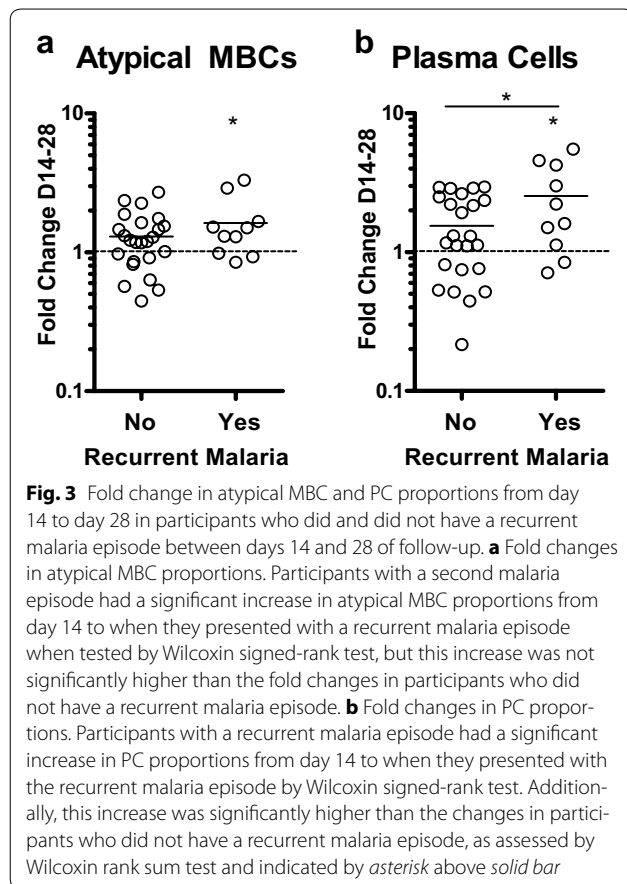 a Atypical MBCs
Fold Change D14-28
10
*
1
0.1
No Yes
Recurrent Malaria
b Plasma Cells
Fold Change D14-28
10
*
*
1
0.1
No Yes
Recurrent Malaria
Fig. 3 Fold change in atypical MBC and PC proportions from day
14 to day 28 in participants who did and did not have a recurrent
malaria episode between days 14 and 28 of follow-up. a Fold changes
in atypical MBC proportions. Participants with a second malaria
episode had a significant increase in atypical MBC proportions from
day 14 to when they presented with a recurrent malaria episode
when tested by Wilcoxin signed-rank test, but this increase was not
significantly higher than the fold changes in participants who did
not have a recurrent malaria episode. b Fold changes in PC propor-
tions. Participants with a recurrent malaria episode had a significant
increase in PC proportions from day 14 to when they presented with
the recurrent malaria episode by Wilcoxin signed-rank test. Addition-
ally, this increase was significantly higher than the changes in partici-
pants who did not have a recurrent malaria episode, as assessed by
Wilcoxin rank sum test and indicated by asterisk above solid bar